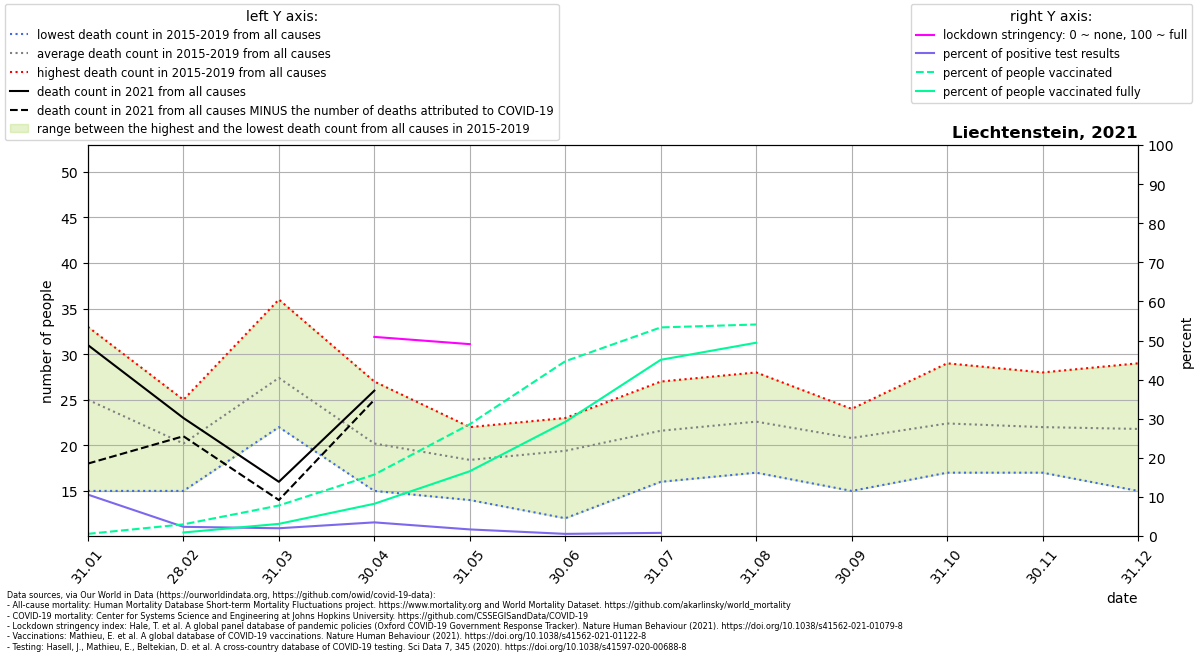 left Y axis:
lowest death count in 2015-2019 from all causes
average death count in 2015-2019 from all causes
highest death count in 2015-2019 from all causes
death count in 2021 from all causes
death count in 2021 from all causes MINUS the number of deaths attributed to COVID-19
range between the highest and the lowest death count from all causes in 2015-2019
right Y axis:
lockdown stringency: 0 ~ none, 100 ~ full
percent of positive test results
percent of people vaccinated
percent of people vaccinated fully
Liechtenstein, 2021
number of people
50
45
40
35
30
25
20
15
100
90
80
70
60
50
40
30
20
10
0
percent
31.01
28.02
31.03
30.04
31.05
30.06
31.07
31.08
30.09
31.10
30.11
31.12
date
Data sources, via Our World in Data (https://ourworldindata.org, https://github.com/owid/covid-19-data):
- All-cause mortality: Human Mortality Database Short-term Mortality Fluctuations project. https://www.mortality.org and World Mortality Dataset. https://github.com/akarlinsky/world_mortality
- COVID-19 mortality: Center for Systems Science and Engineering at Johns Hopkins University. https://github.com/CSSEGISandData/COVID-19
- Lockdown stringency index: Hale, T. et al. A global panel database of pandemic policies (Oxford COVID-19 Government Response Tracker). Nature Human Behaviour (2021). https://doi.org/10.1038/s41562-021-01079-8
- Vaccinations: Mathieu, E. et al. A global database of COVID-19 vaccinations. Nature Human Behaviour (2021). https://doi.org/10.1038/s41562-021-01122-8
- Testing: Hasell, J., Mathieu, E., Beltekian, D. et al. A cross-country database of COVID-19 testing. Sci Data 7, 345 (2020). https://doi.org/10.1038/s41597-020-00688-8